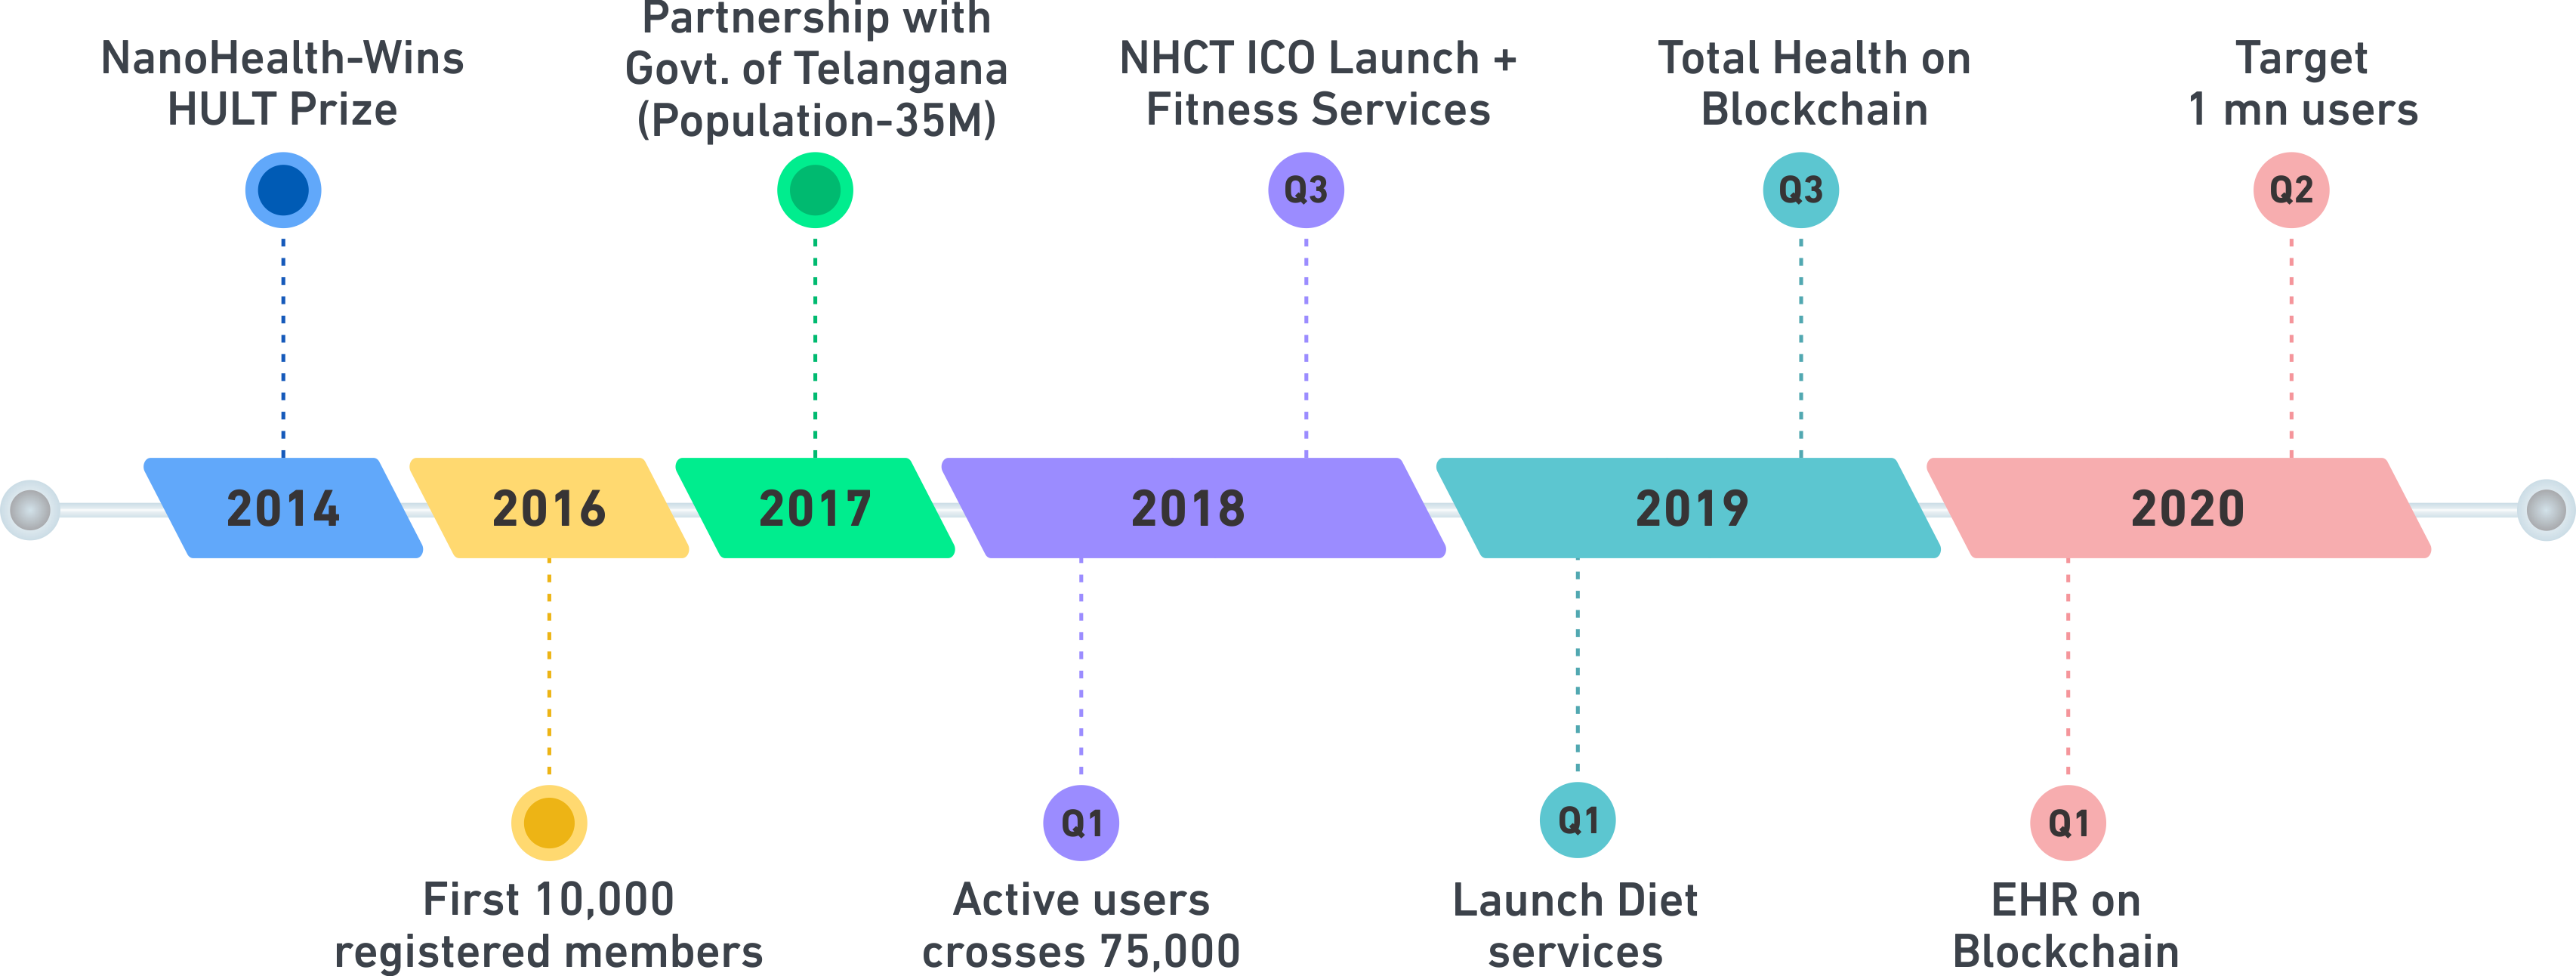 NanoHealth-Wins
HULT Prize
Partnership with
Govt. of Telangana
(Population-35M)
NHCT ICO Launch +
Fitness Services
Total Health on
Blockchain
Target
1 mn users
Q3
Q3
Q2
2014
2016
2017
2018
2019
2020
Q1
Q1
Q1
First 10,000
registered members
Active users
crosses 75,000
Launch Diet
services
EHR on
Blockchain